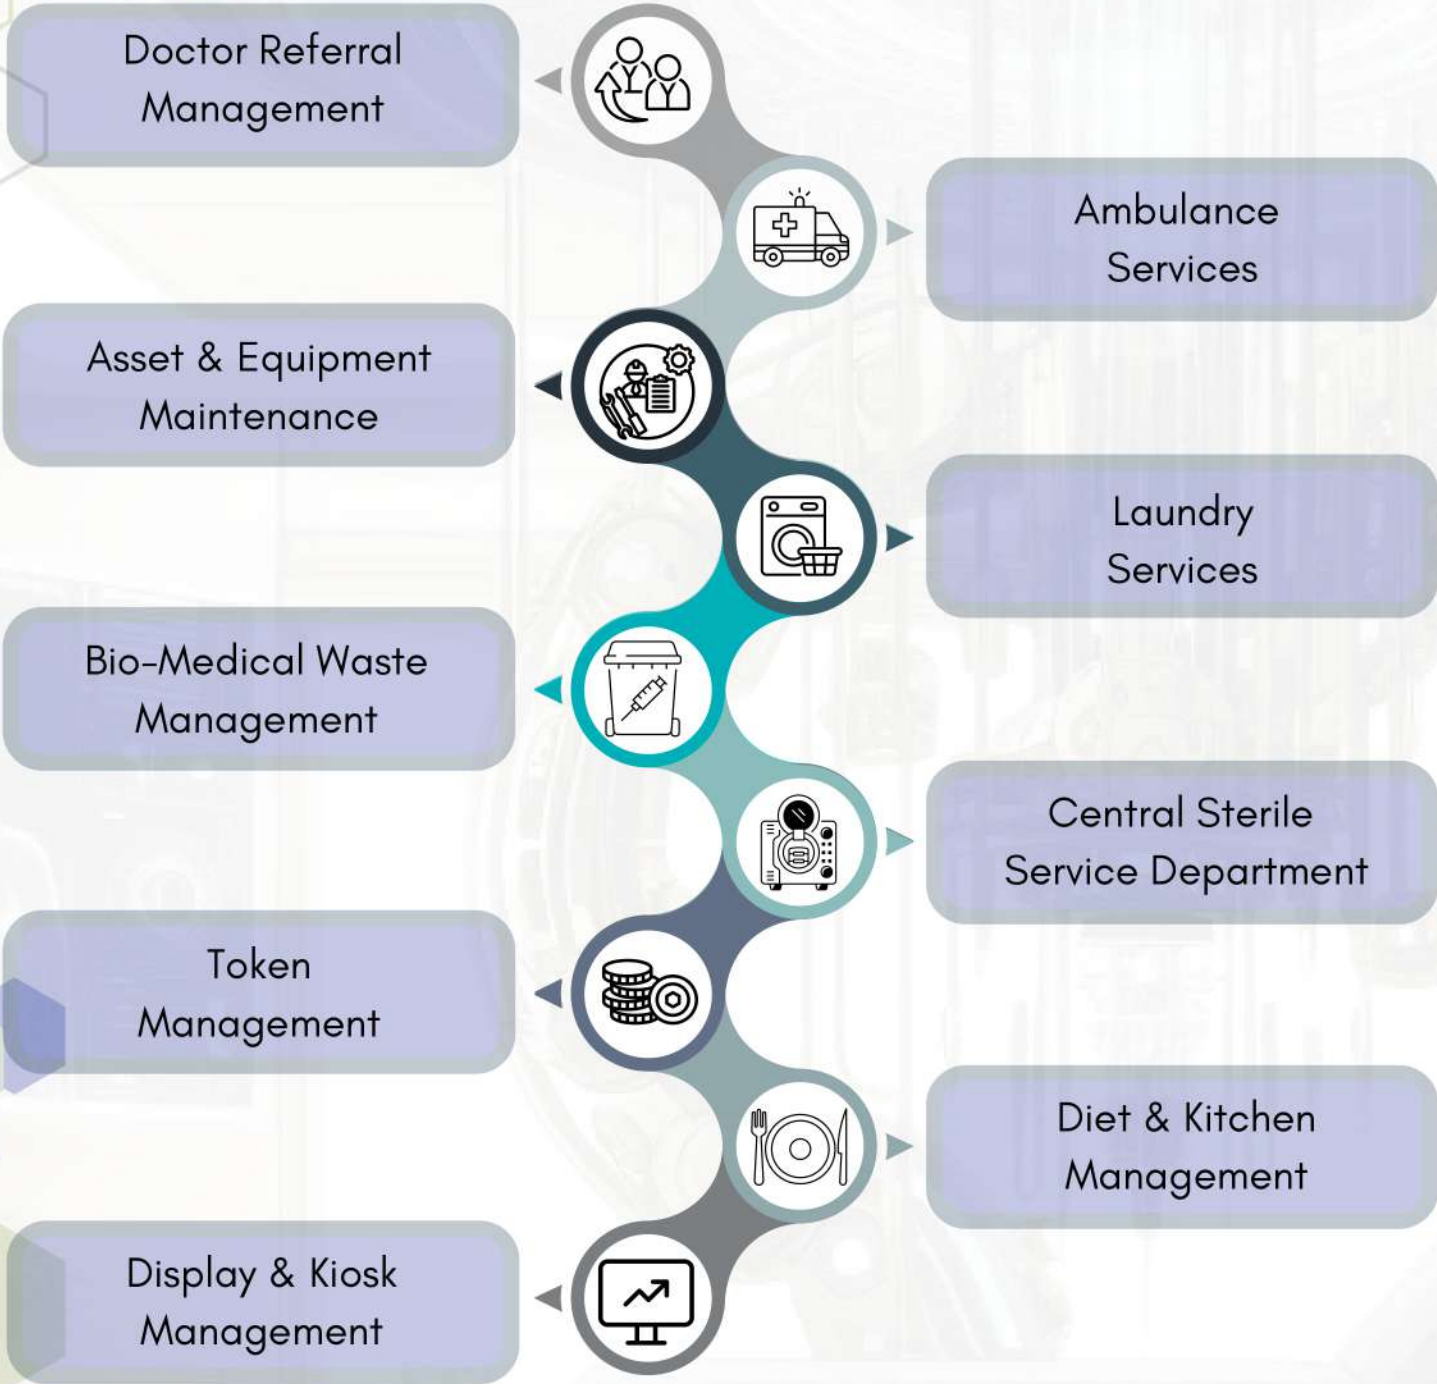 Doctor Referral
Management
Ambulance
Services
Asset & Equipment
Maintenance
Laundry
Services
Bio-Medical Waste
Management
Central Sterile
Service Department
Token
Management
Diet & Kitchen
Management
Display & Kiosk
Management